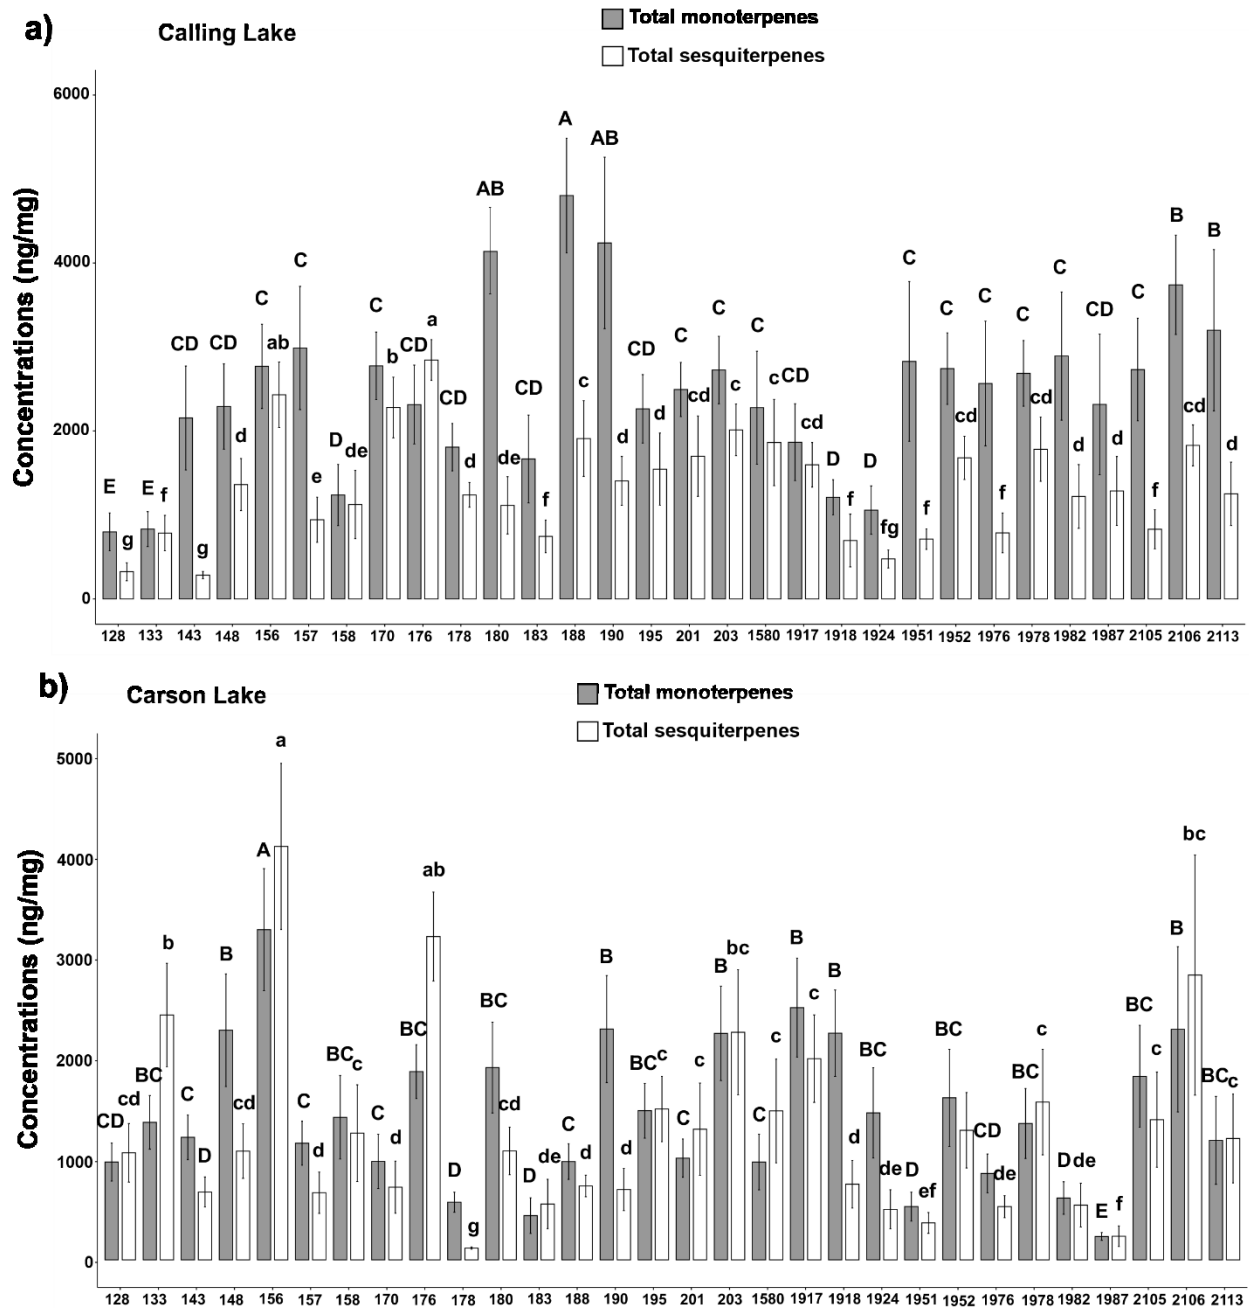 a)
Calling Lake
Total monoterpenes
Total sesquiterpenes
Concentrations (ng/mg)
6000
4000
2000
0
E g E f CD g CD d C ab C e D de C b CD a CD d AB de CD f A c AB d CD d C cd C c C c CD cd D f D fg C f C cd C f C cd C d CD d C f B cd B d
128 133 143 148 156 157 158 170 176 178 180 183 188 190 195 201 203 1580 1917 1918 1924 1951 1952 1976 1978 1982 1987 2105 2106 2113
b)
Carson Lake
Total monoterpenes
Total sesquiterpenes
Concentrations (ng/mg)
5000
4000
3000
2000
1000
0
CD cd BC b C D B cd A a C d BC c C d BC ab D g BC cd D de C d B d BC c C c B bc C c B c B d BC de D ef BC CD de BC c D de E f BC c B bc BC c
128 133 143 148 156 157 158 170 176 178 180 183 188 190 195 201 203 1580 1917 1918 1924 1951 1952 1976 1978 1982 1987 2105 2106 2113